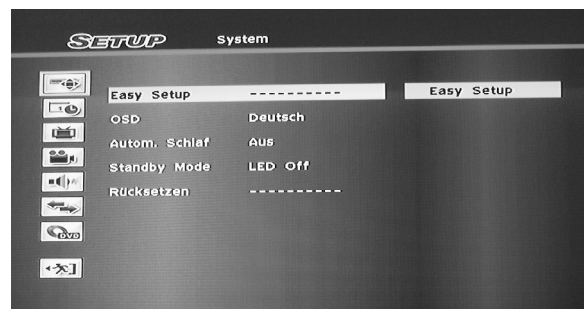 SETUP System
Easy Setup ---------- Easy Setup
OSD Deutsch
Autom. Schlaf Aus
Standby Mode LED Off
Rücksetzen ----------
DVD